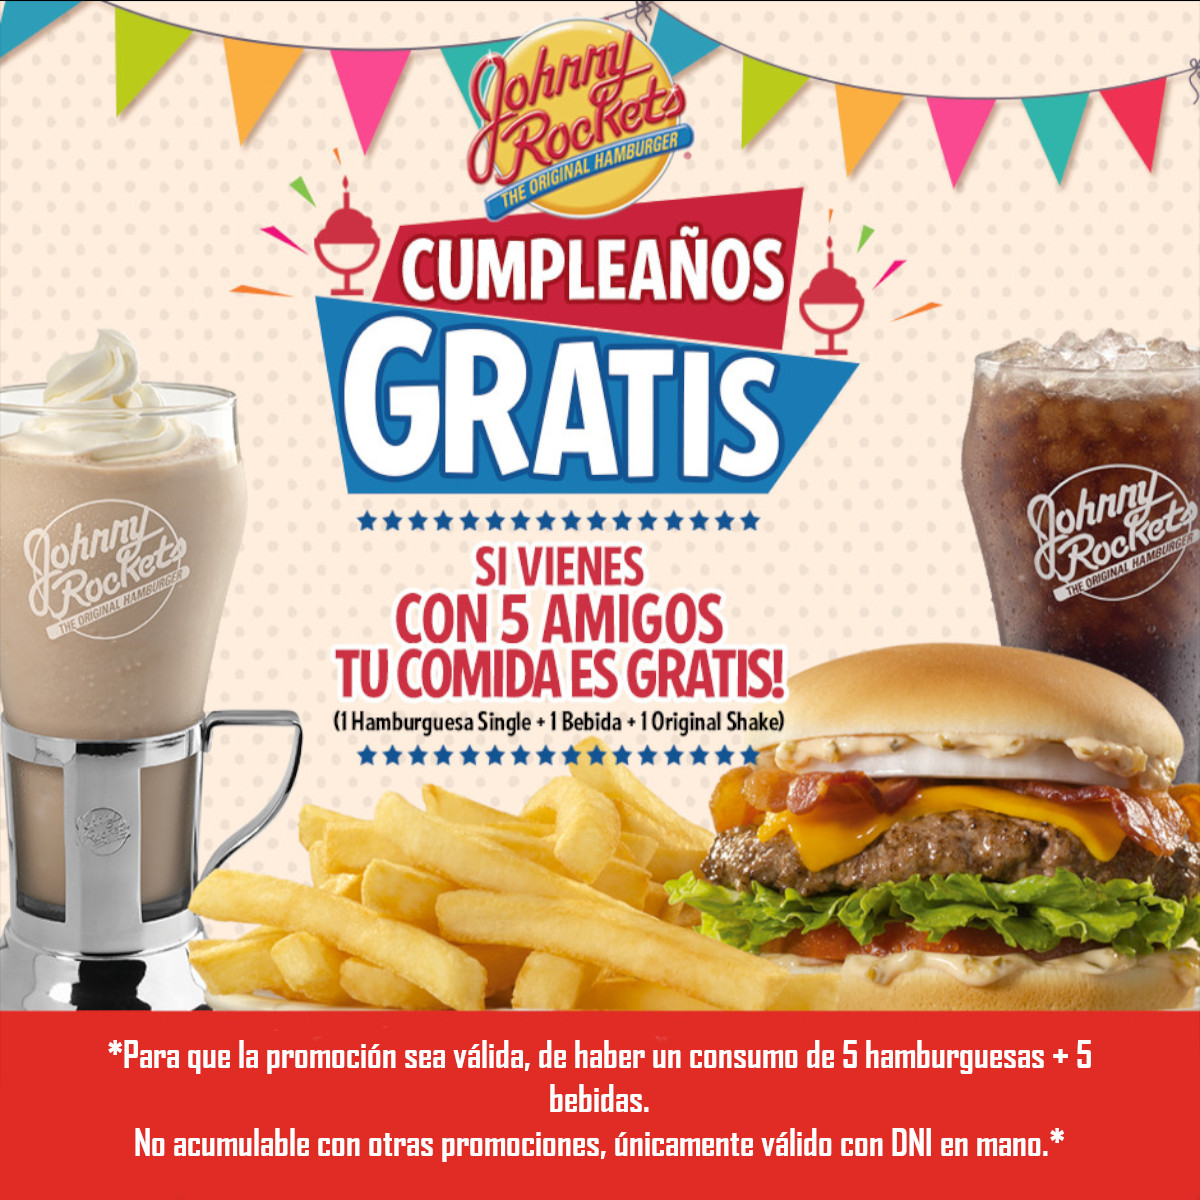 Johnny
Rockets
THE ORIGINAL HAMBURGER®
CUMPLEAÑOS
GRATIS
SI VIENES
CON 5 AMIGOS
TU COMIDA ES GRATIS!
(1 Hamburguesa Single + 1 Bebida + 1 Original Shake)
Johnny
Rockets
THE ORIGINAL HAMBURGER
Johnny
Rockets
THE ORIGINAL HAMBURGER
*Para que la promoción sea válida, de haber un consumo de 5 hamburguesas + 5
bebidas.
No acumulable con otras promociones, únicamente válido con DNI en mano.*